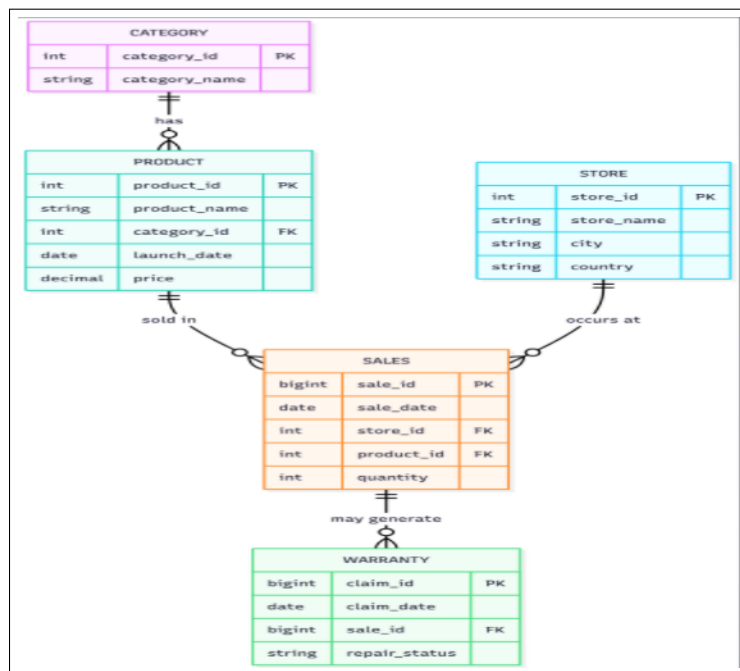 CATEGORY
int category_id PK
string category_name
has
PRODUCT
int product_id PK
string product_name
int category_id FK
date launch_date
decimal price
STORE
int store_id PK
string store_name
string city
string country
sold in
occurs at
SALES
bigint sale_id PK
date sale_date
int store_id FK
int product_id FK
int quantity
may generate
WARRANTY
bigint claim_id PK
date claim_date
bigint sale_id FK
string repair_status